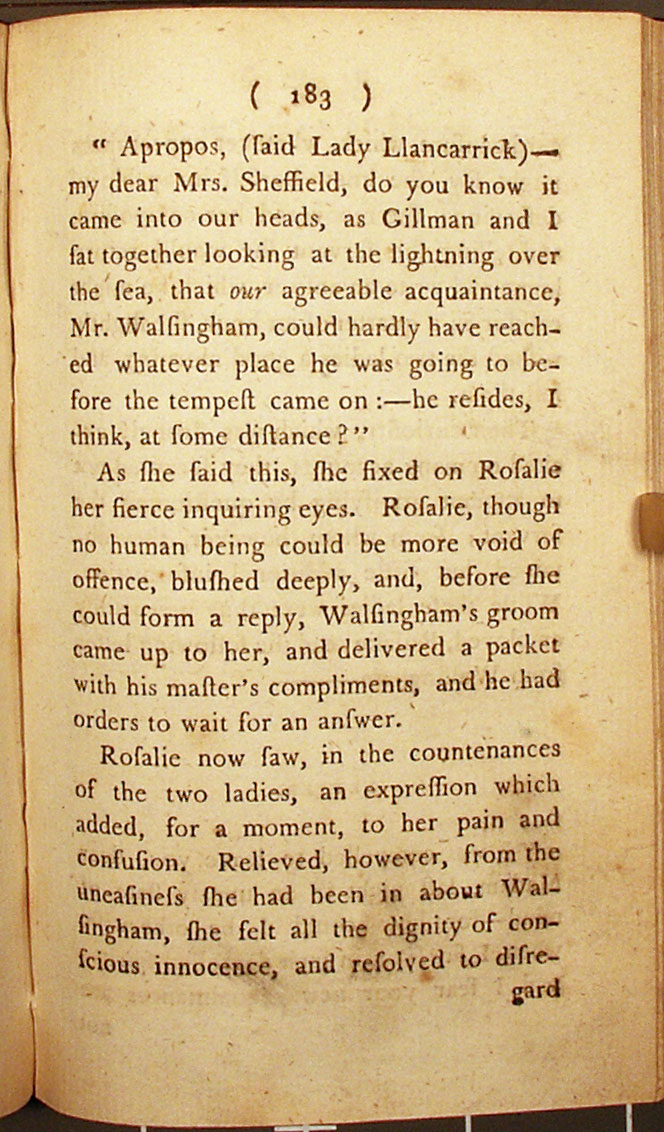 ( 183 )
“ Apropos, (ſaid Lady Llancarrick)—
my dear Mrs. Sheffield, do you know it
came into our heads, as Gillman and I
ſat together looking at the lightning over
the ſea, that our agreeable acquaintance,
Mr. Walſingham, could hardly have reach-
ed whatever place he was going to be-
fore the tempeſt came on :—he reſides, I
think, at ſome diſtance ?”
As ſhe ſaid this, ſhe fixed on Roſalie
her fierce inquiring eyes. Roſalie, though
no human being could be more void of
offence, bluſhed deeply, and, before ſhe
could form a reply, Walſingham’s groom
came up to her, and delivered a packet
with his maſter’s compliments, and he had
orders to wait for an anſwer.
Roſalie now ſaw, in the countenances
of the two ladies, an expreſſion which
added, for a moment, to her pain and
confuſion. Relieved, however, from the
uneaſineſs ſhe had been in about Wal-
ſingham, ſhe felt all the dignity of con-
ſcious innocence, and reſolved to diſre-
gard